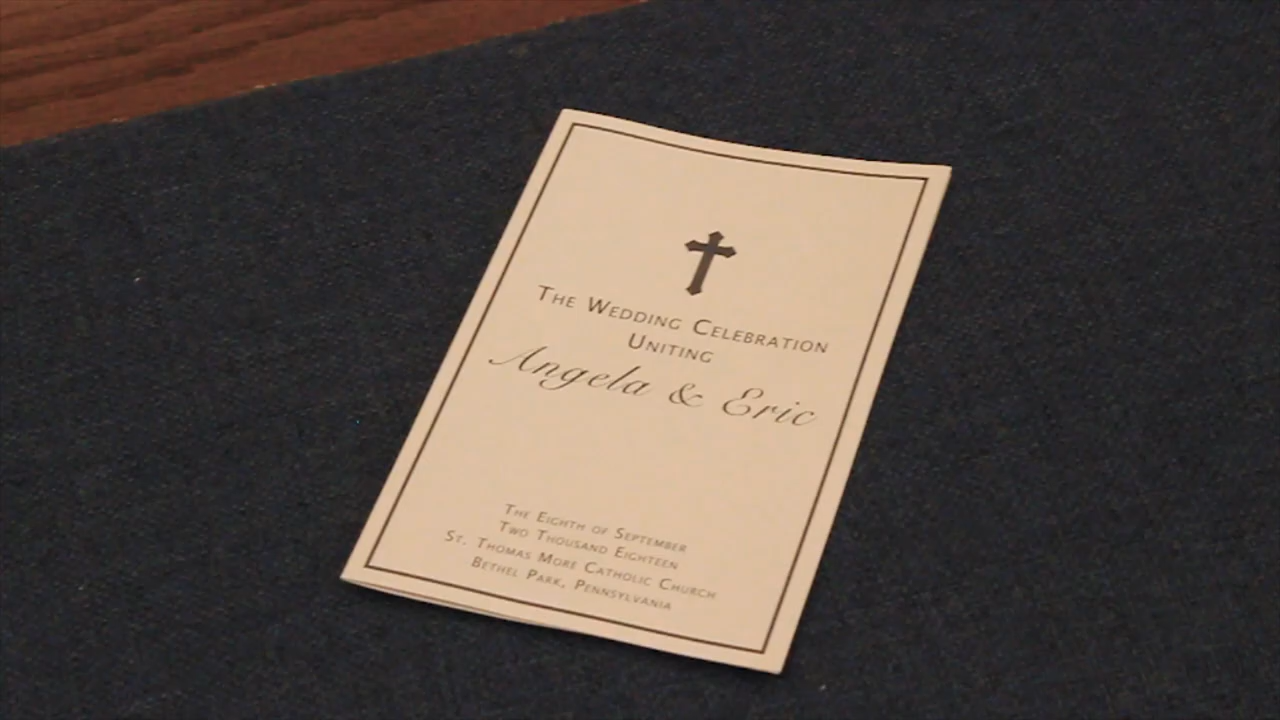 The Wedding Celebration
Uniting
Angela & Eric
The Eighth of September
Two Thousand Eighteen
St. Thomas More Catholic Church
Bethel Park, Pennsylvania